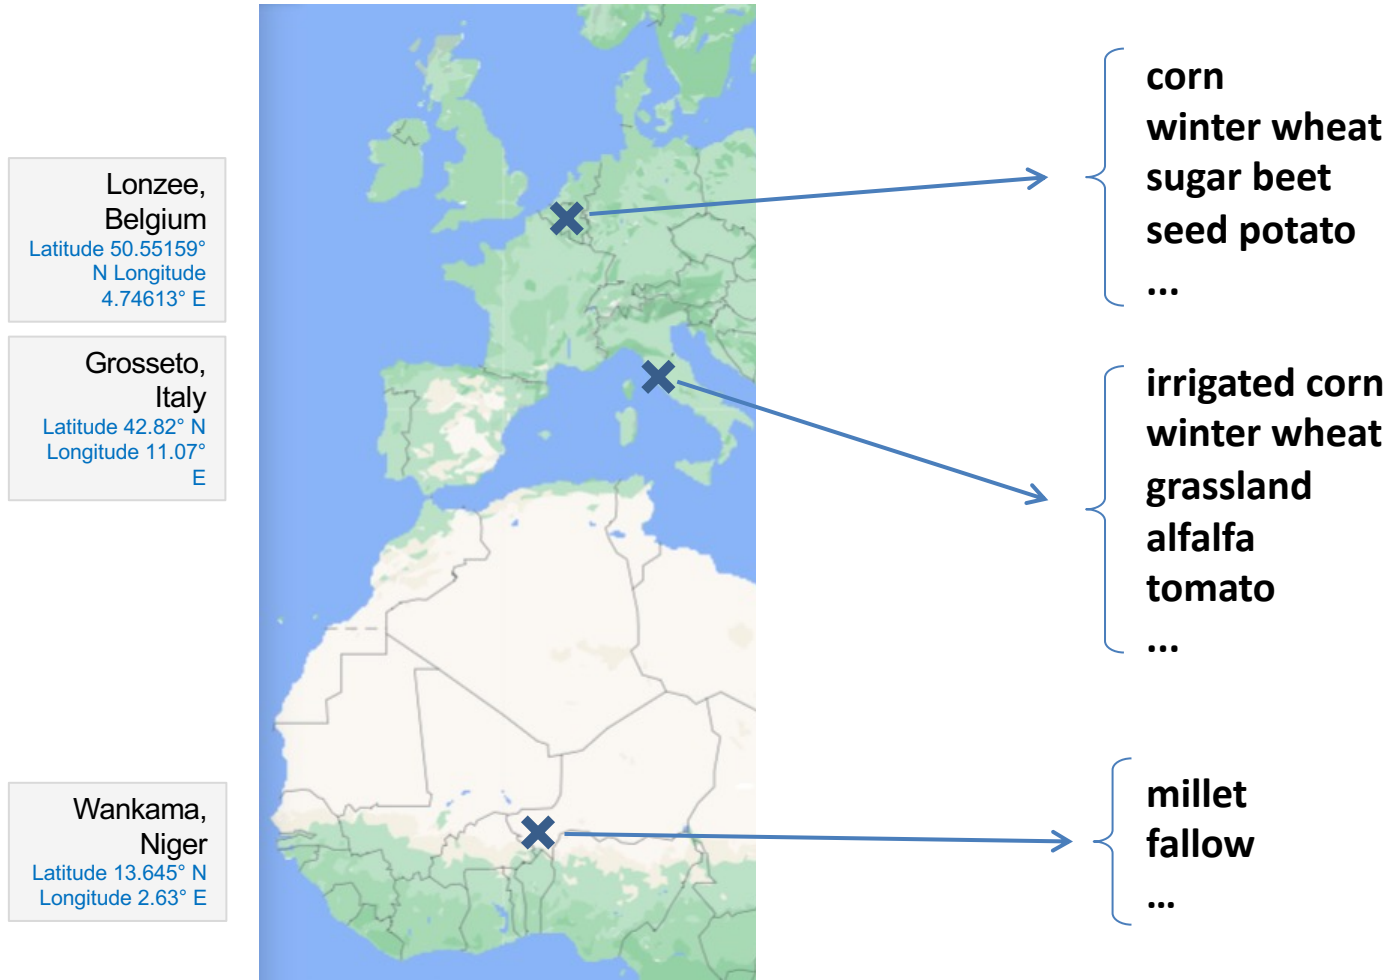 Lonzee,
Belgium
Latitude 50.55159°
N Longitude
4.74613° E
Grosseto,
Italy
Latitude 42.82° N
Longitude 11.07°
E
Wankama,
Niger
Latitude 13.645° N
Longitude 2.63° E
corn
winter wheat
sugar beet
seed potato
...
irrigated corn
winter wheat
grassland
alfalfa
tomato
...
millet
fallow
...